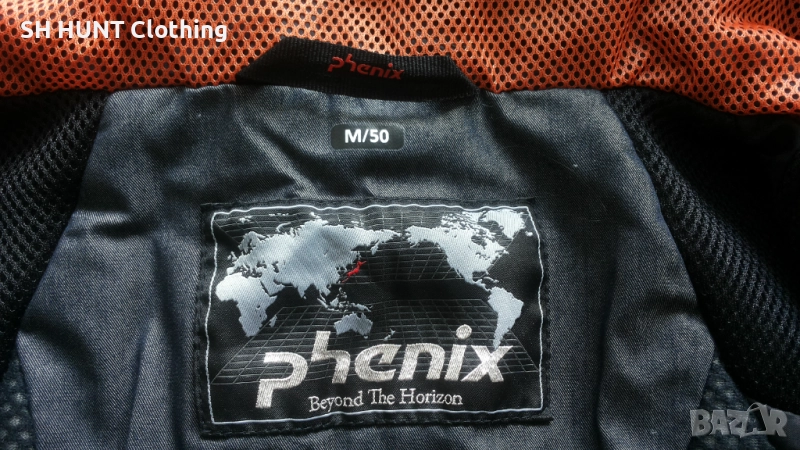 SH HUNT Clothing
phenix
M/50
phenix
Beyond The Horizon
BAZAR